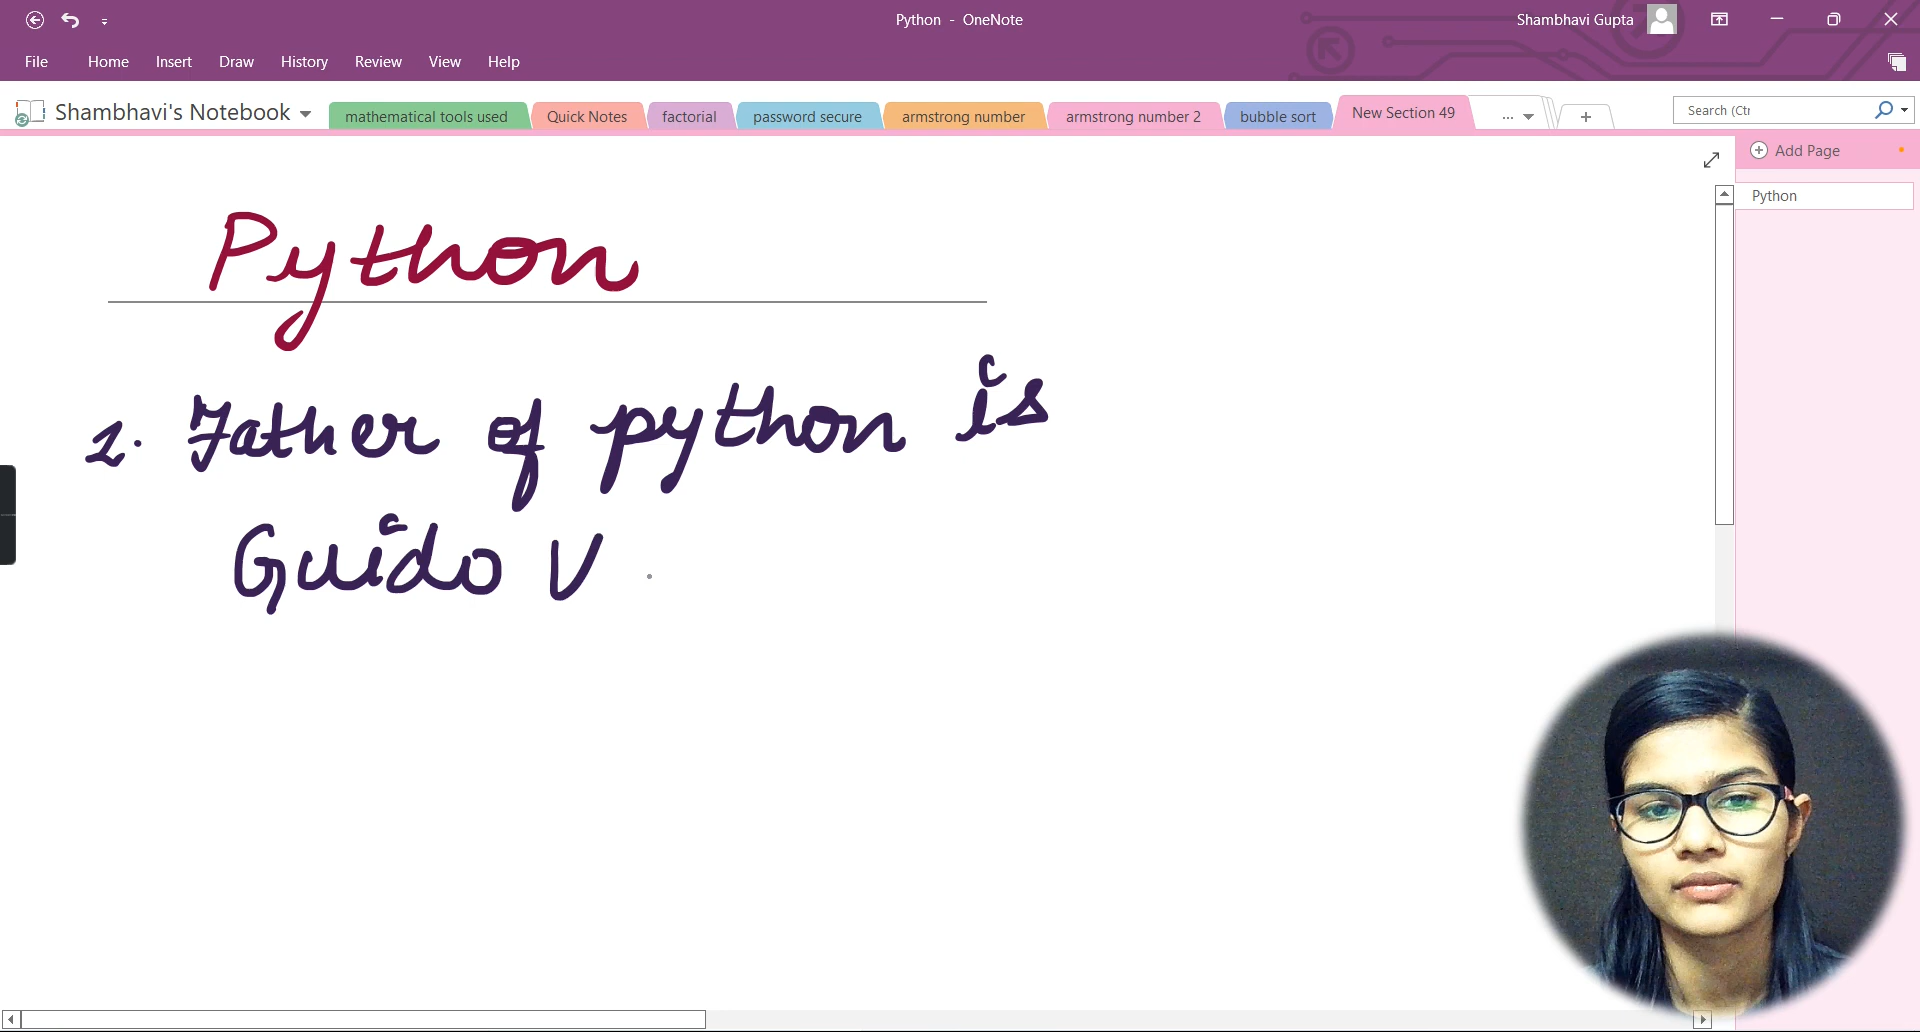 Python - OneNote
Shambhavi Gupta
File Home Insert Draw History Review View Help
Shambhavi's Notebook
mathematical tools used
Quick Notes
factorial
password secure
armstrong number
armstrong number 2
bubble sort
New Section 49
...
Search (Ctr
Add Page
Python
Python
1. Father of python is
Guido V